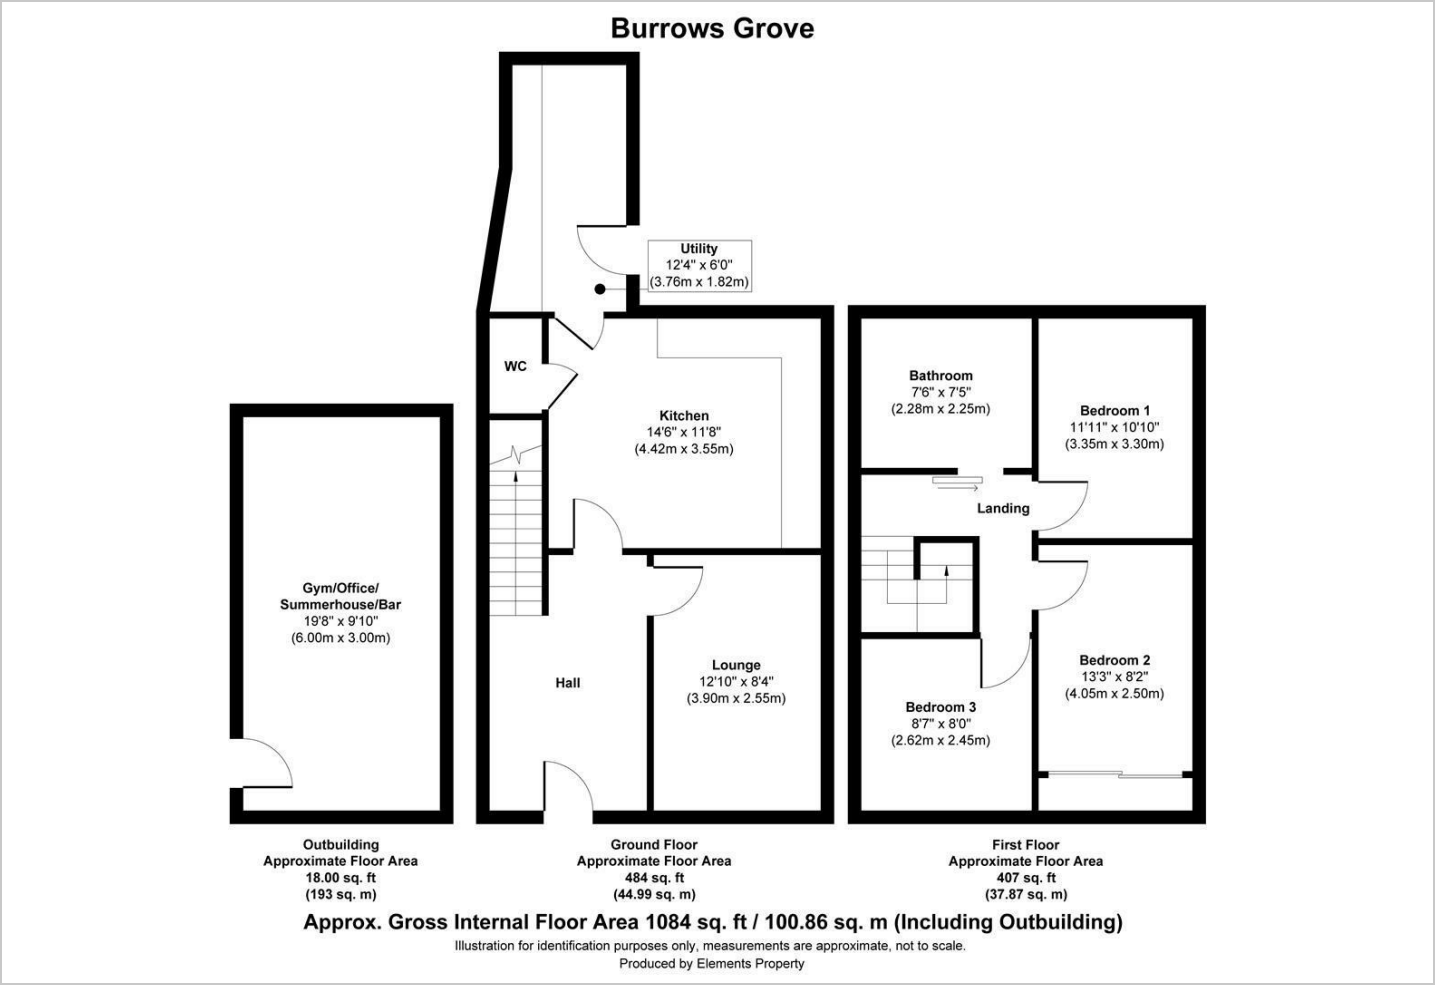 Burrows Grove
Utility
12'4" x 6'0"
(3.76m x 1.82m)
WC
Kitchen
14'6" x 11'8"
(4.42m x 3.55m)
Bathroom
7'6" x 7'5"
(2.28m x 2.25m)
Bedroom 1
11'11" x 10'10"
(3.35m x 3.30m)
Landing
Gym/Office/
Summerhouse/Bar
19'8" x 9'10"
(6.00m x 3.00m)
Hall
Lounge
12'10" x 8'4"
(3.90m x 2.55m)
Bedroom 2
13'3" x 8'2"
(4.05m x 2.50m)
Bedroom 3
8'7" x 8'0"
(2.62m x 2.45m)
Outbuilding
Approximate Floor Area
18.00 sq. ft
(193 sq. m)
Ground Floor
Approximate Floor Area
484 sq. ft
(44.99 sq. m)
First Floor
Approximate Floor Area
407 sq. ft
(37.87 sq. m)
Approx. Gross Internal Floor Area 1084 sq. ft / 100.86 sq. m (Including Outbuilding)
Illustration for identification purposes only, measurements are approximate, not to scale.
Produced by Elements Property